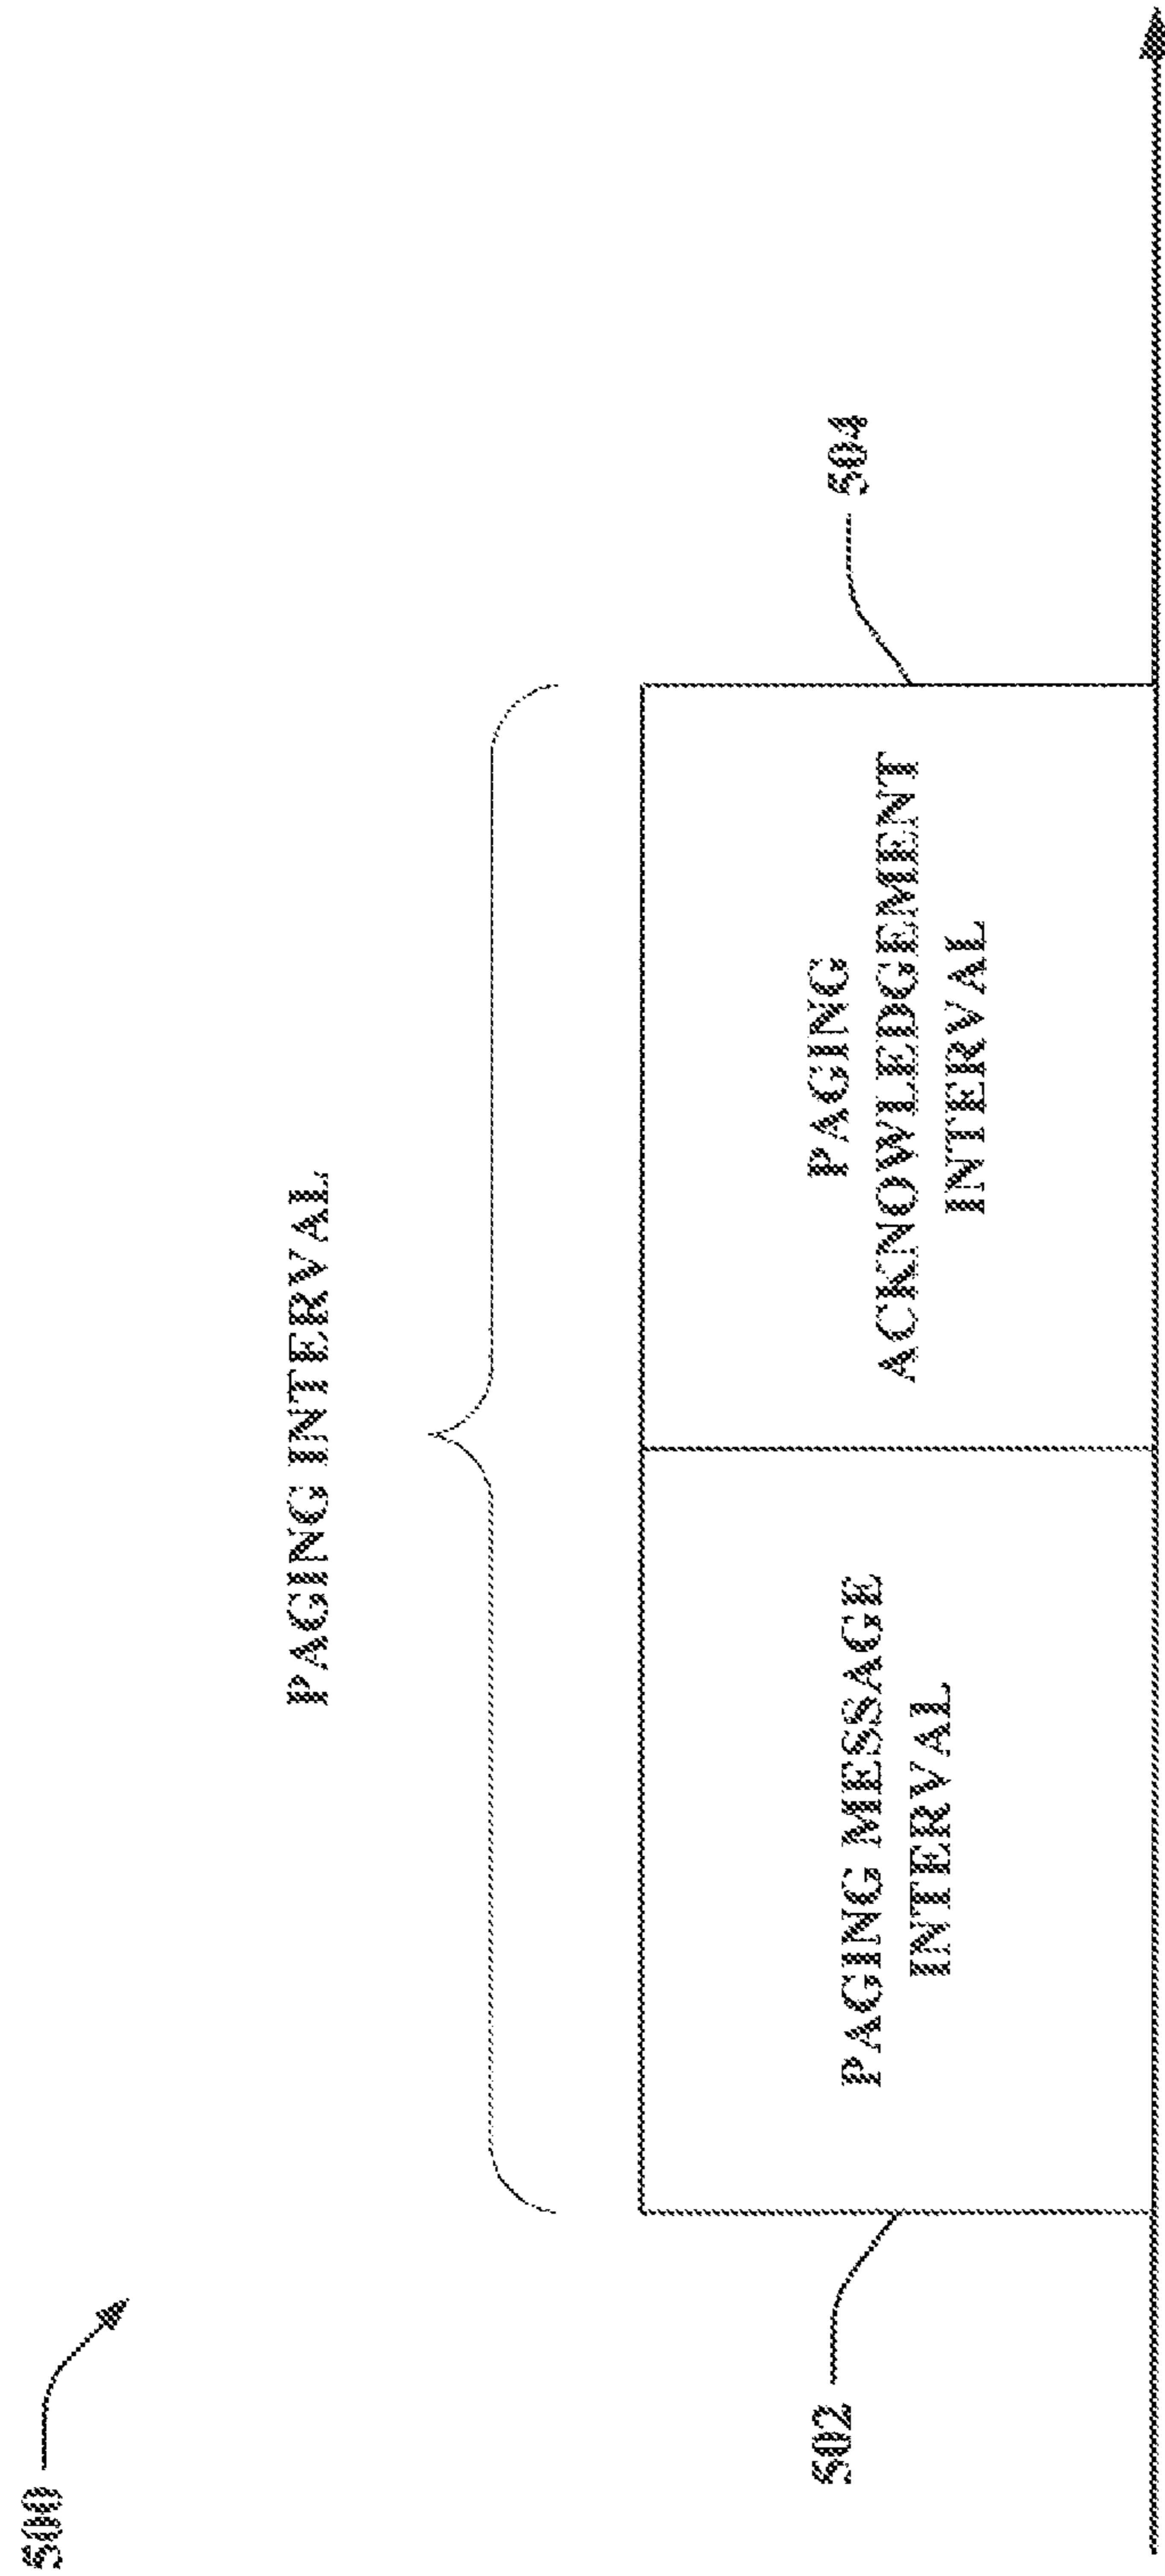 500
PAGING INTERVAL
502
PAGING MESSAGE
INTERVAL
PAGING
ACKNOWLEDGEMENT
INTERVAL
504